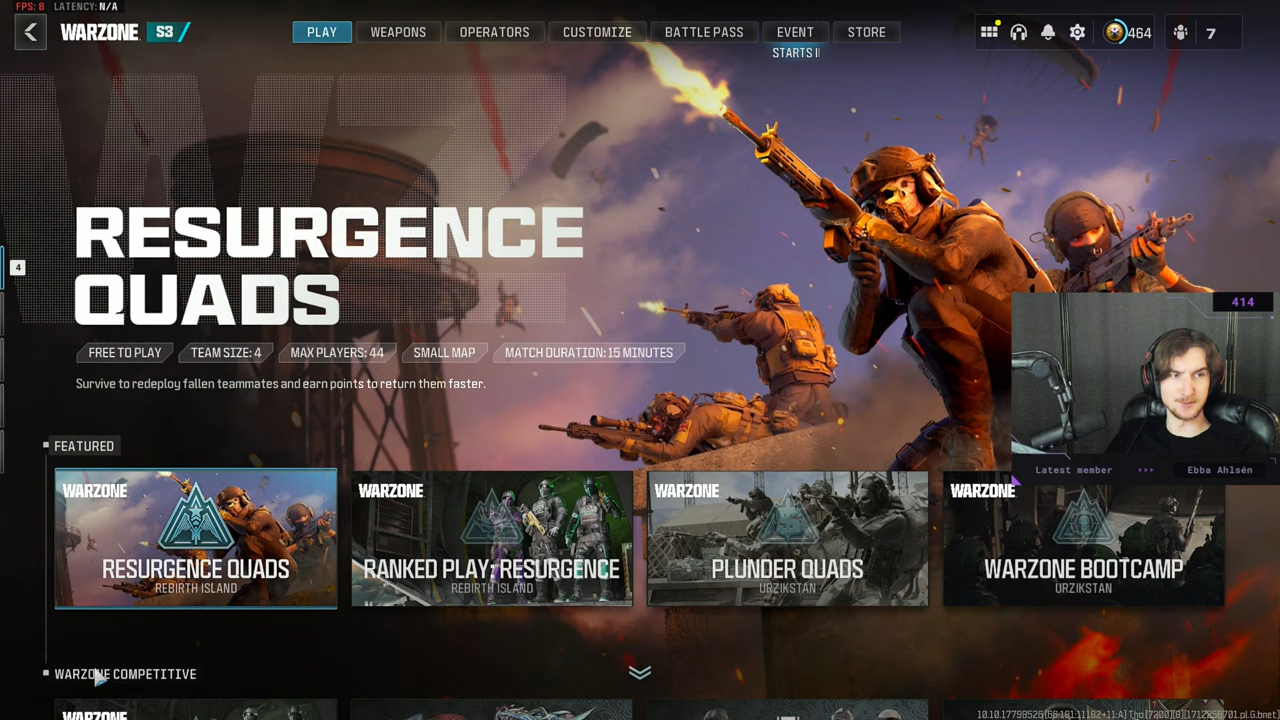 FPS: 8 LATENCY: N/A
WARZONE S3
PLAY
WEAPONS
OPERATORS
CUSTOMIZE
BATTLE PASS
EVENT
STORE
464
7
STARTS I
WZ
RESURGENCE
QUADS
4
FREE TO PLAY
TEAM SIZE: 4
MAX PLAYERS: 44
SMALL MAP
MATCH DURATION: 15 MINUTES
Survive to redeploy fallen teammates and earn points to return them faster.
414
Latest member >>> Ebba Ahlsén
FEATURED
WARZONE
RESURGENCE QUADS
REBIRTH ISLAND
WARZONE
RANKED PLAY: RESURGENCE
REBIRTH ISLAND
WARZONE
PLUNDER QUADS
URZIKSTAN
WARZONE
WARZONE BOOTCAMP
URZIKSTAN
WARZONE COMPETITIVE
WARZONE